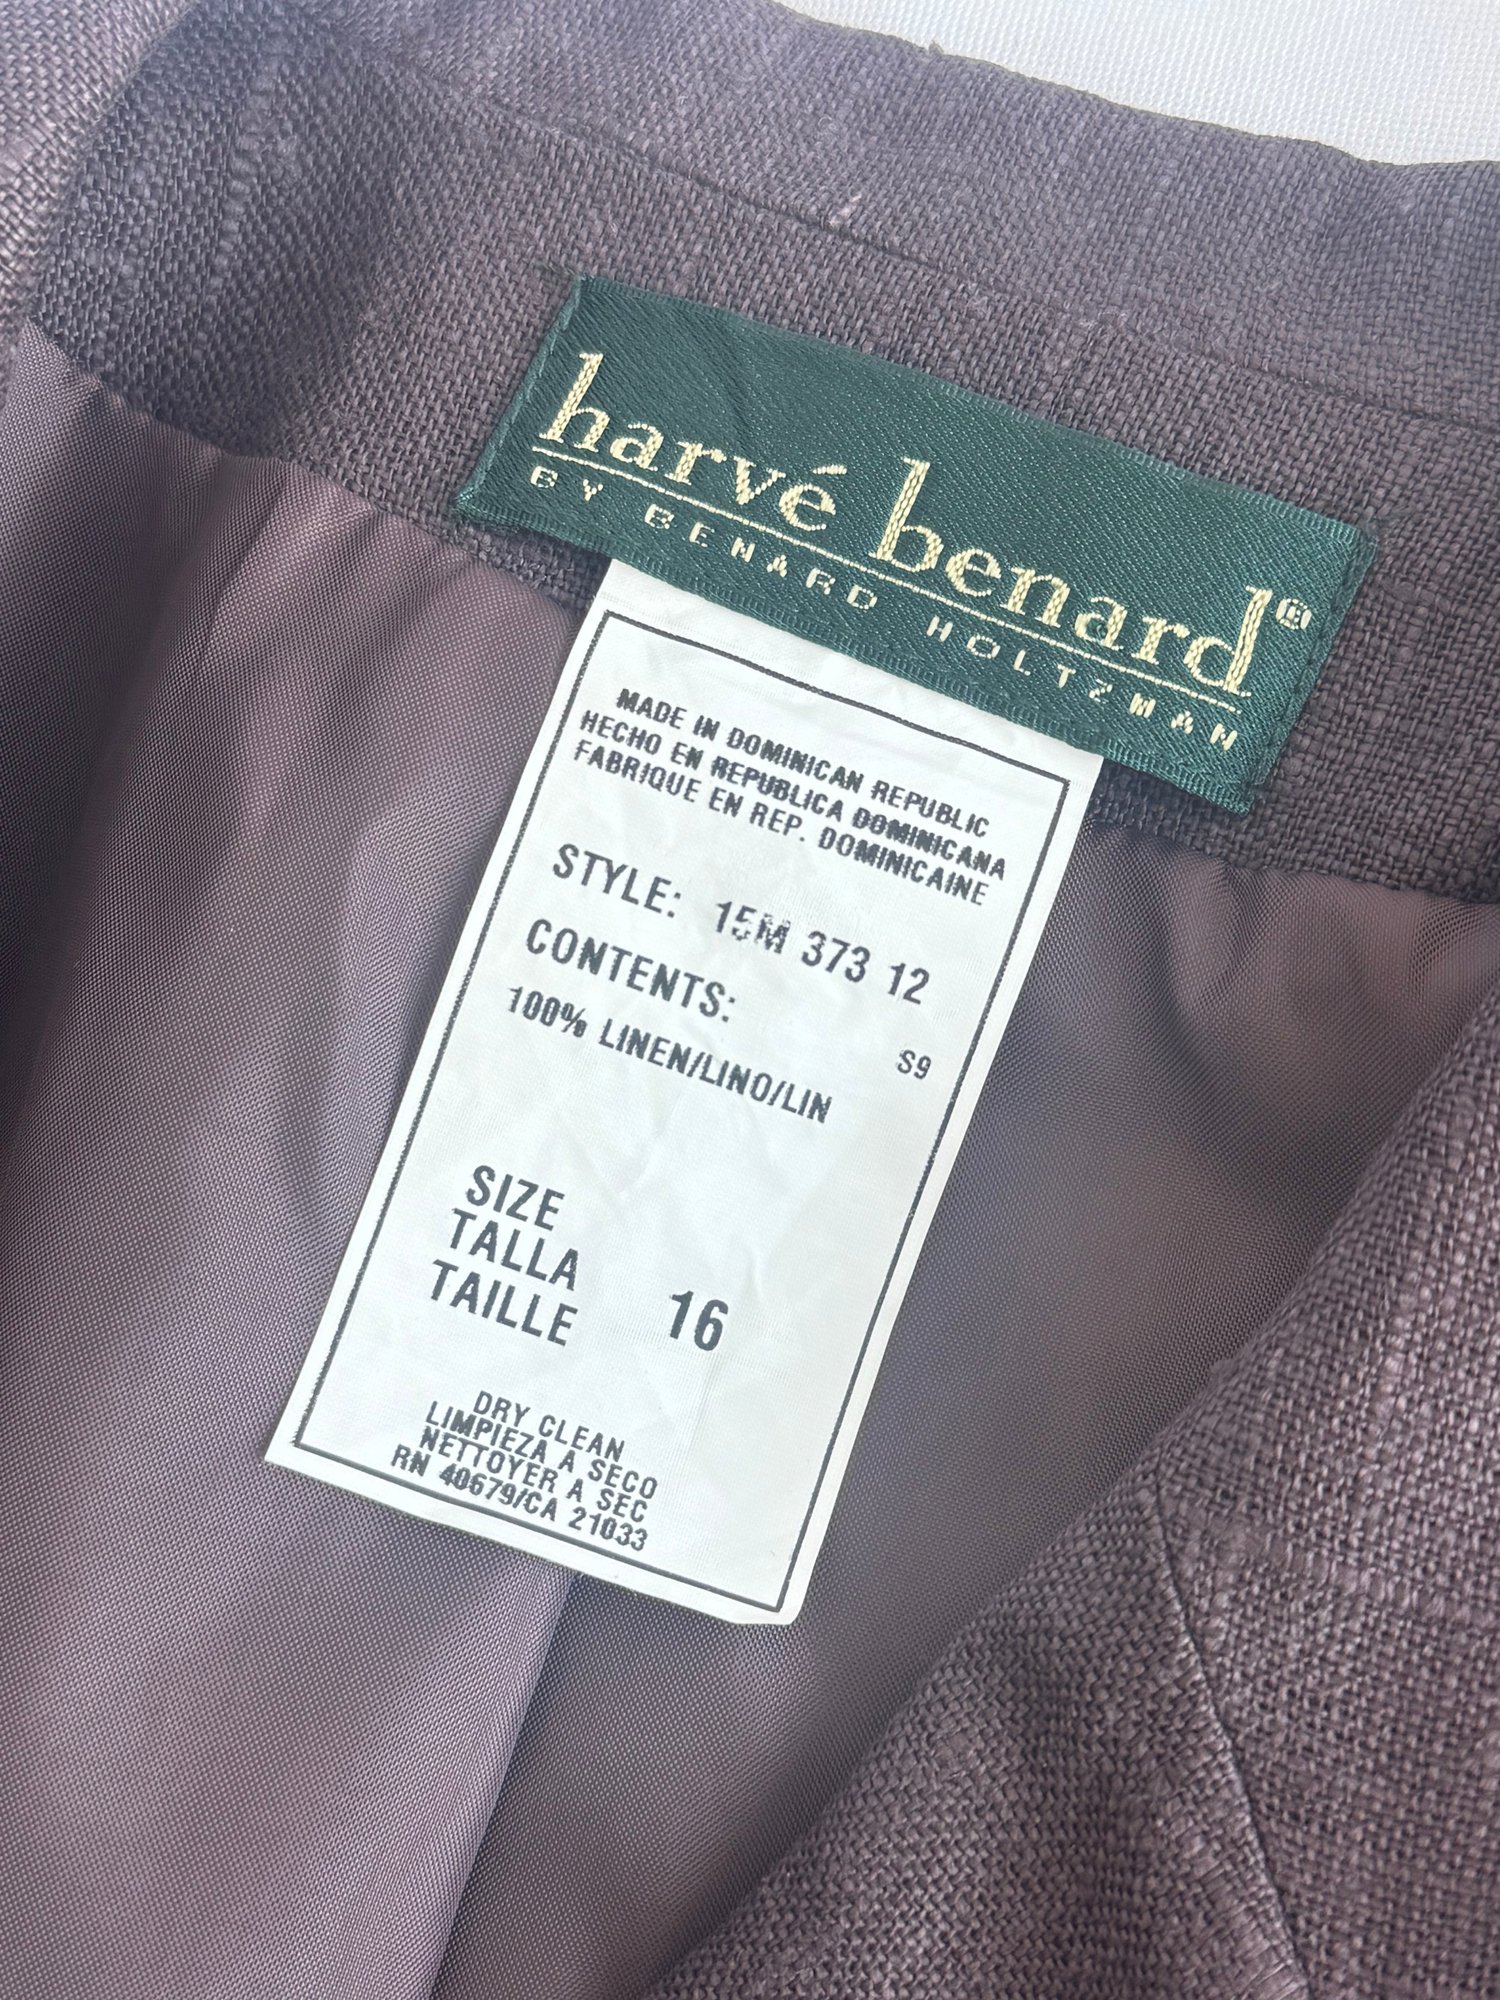 harvé benard®
BY BENARD HOLTZMAN
MADE IN DOMINICAN REPUBLIC
HECHO EN REPUBLICA DOMINICANA
FABRIQUE EN REP. DOMINICAINE
STYLE: 15M 373 12
CONTENTS:
S9
100% LINEN/LINO/LIN
SIZE
TALLA
TAILLE 16
DRY CLEAN
LIMPIEZA A SECO
NETTOYER A SEC
RN 40679/CA 21033